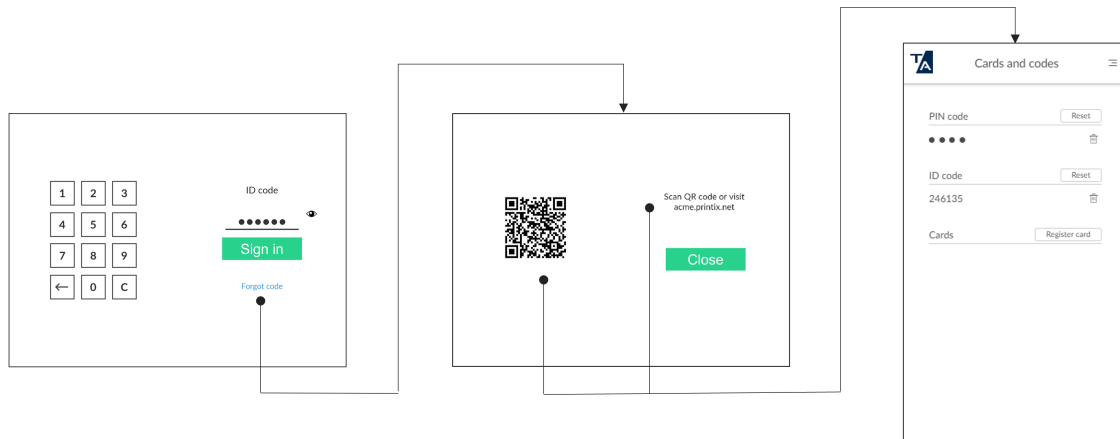 1 2 3
4 5 6
7 8 9
← 0 C
ID code
Sign in
Forgot code
Scan QR code or visit
acme.printix.net
Close
TA
Cards and codes
PIN code Reset
ID code Reset
246135
Cards Register card